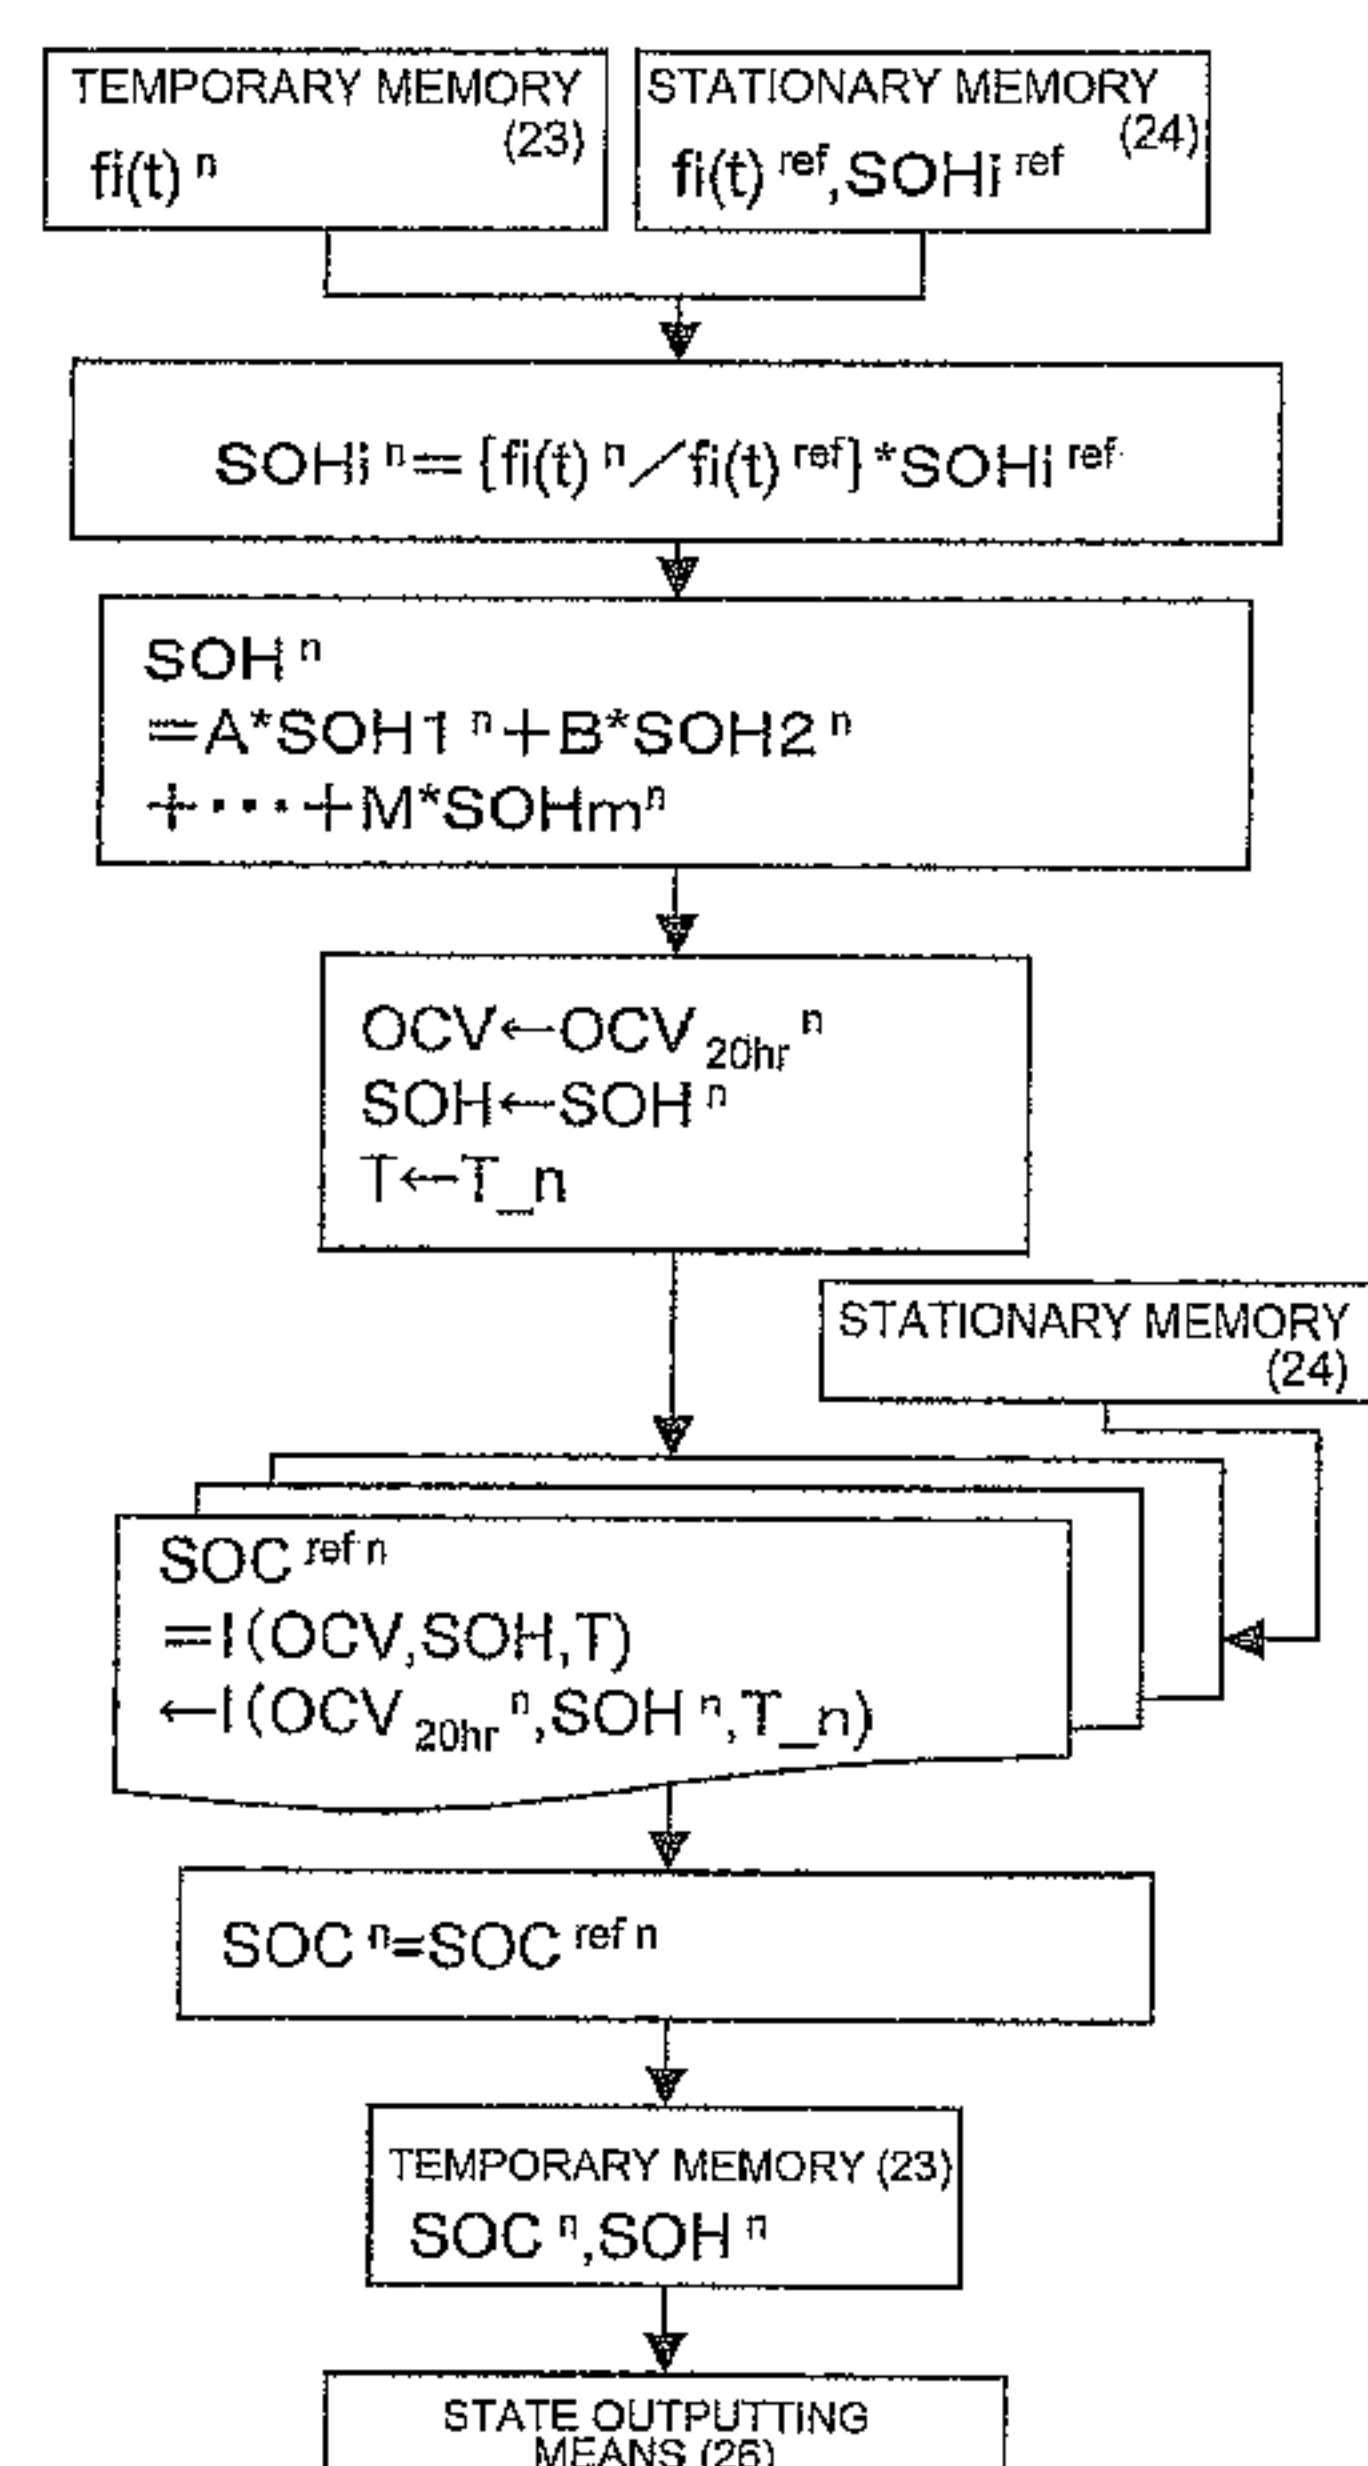 TEMPORARY MEMORY
(23)
fi(t) n
STATIONARY MEMORY
(24)
fi(t) ref,SOHi ref
SOHi n={fi(t) n/fi(t) ref}*SOHi ref
SOH n
=A*SOH1 n+B*SOH2 n
+･･･+M*SOHm n
OCV←OCV 20hr n
SOH←SOH n
T←T_n
STATIONARY MEMORY
(24)
SOC ref n
=I(OCV,SOH,T)
←I(OCV 20hr n,SOH n,T_n)
SOC n=SOC ref n
TEMPORARY MEMORY (23)
SOC n,SOH n
STATE OUTPUTTING
MEANS (26)